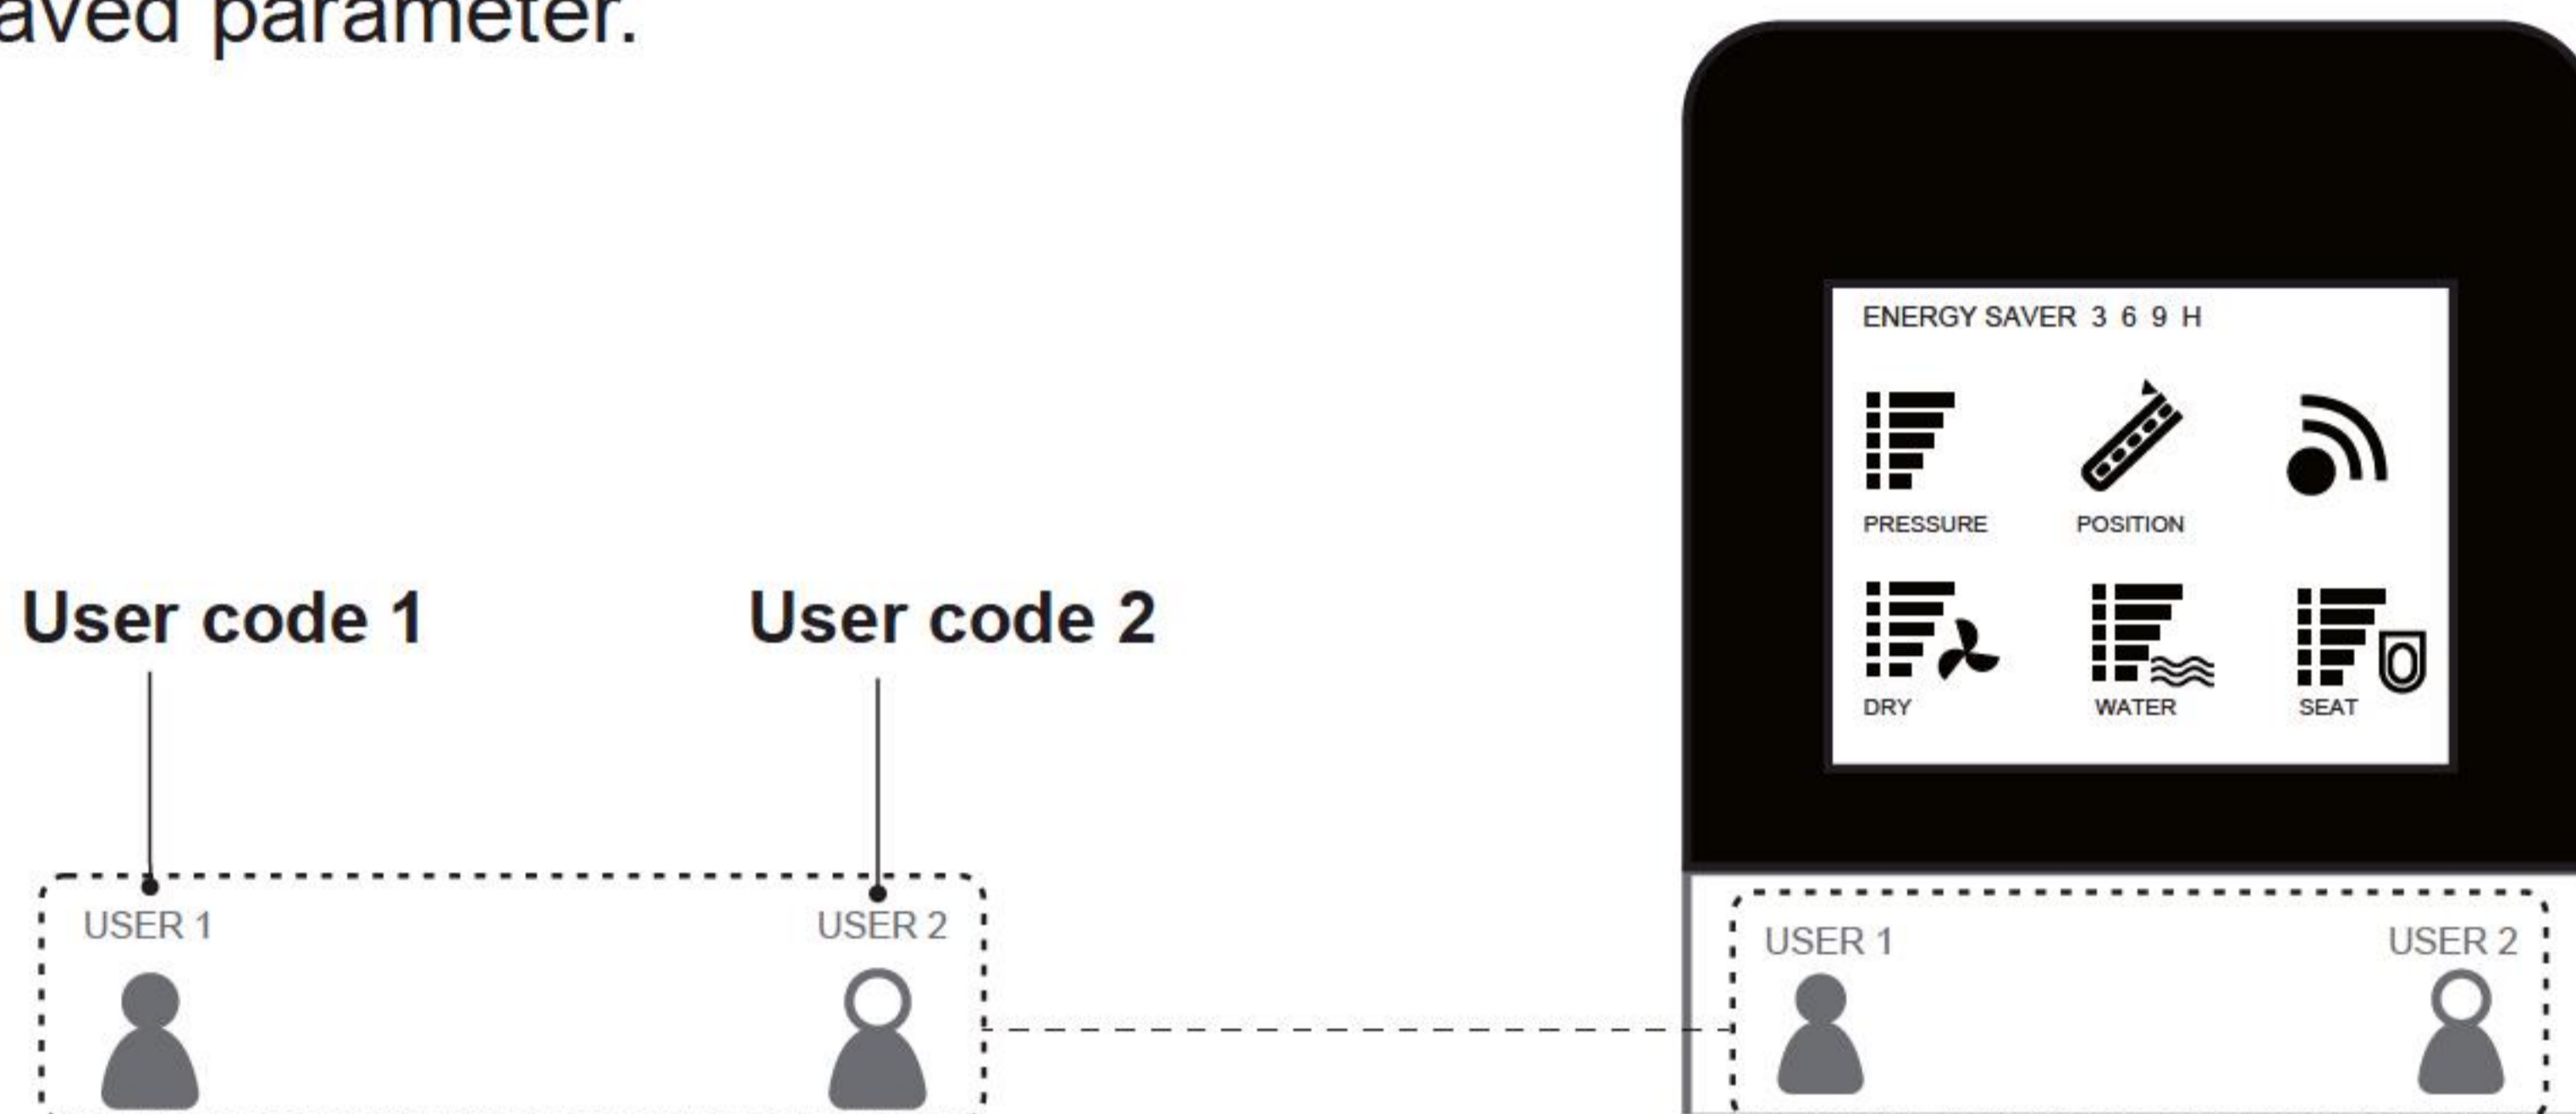 parameter.
ENERGY SAVER 3 6 9 H
PRESSURE POSITION
User code 1 User code 2
DRY WATER SEAT
USER 1 USER 2
USER 1 USER 2